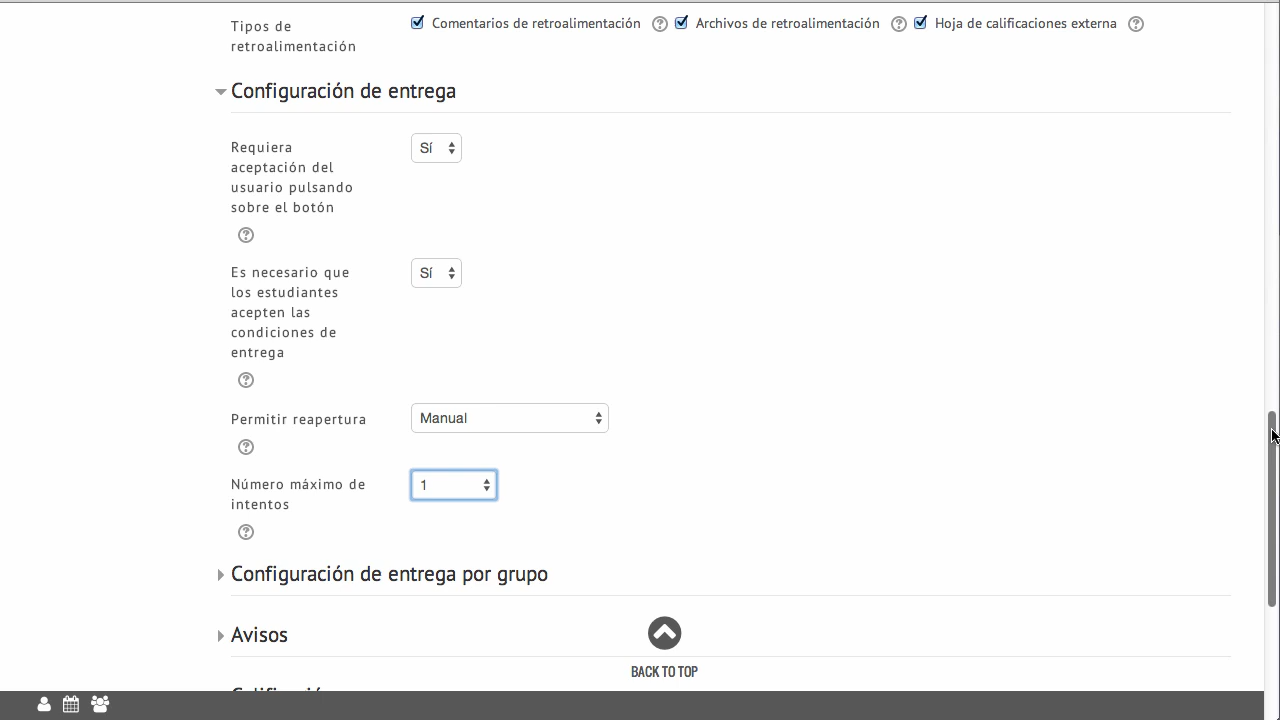 Tipos de
retroalimentación
Comentarios de retroalimentación
Archivos de retroalimentación
Hoja de calificaciones externa
Configuración de entrega
Requiera
aceptación del
usuario pulsando
sobre el botón
Sí
Es necesario que
los estudiantes
acepten las
condiciones de
entrega
Sí
Permitir reapertura
Manual
Número máximo de
intentos
1
Configuración de entrega por grupo
Avisos
BACK TO TOP